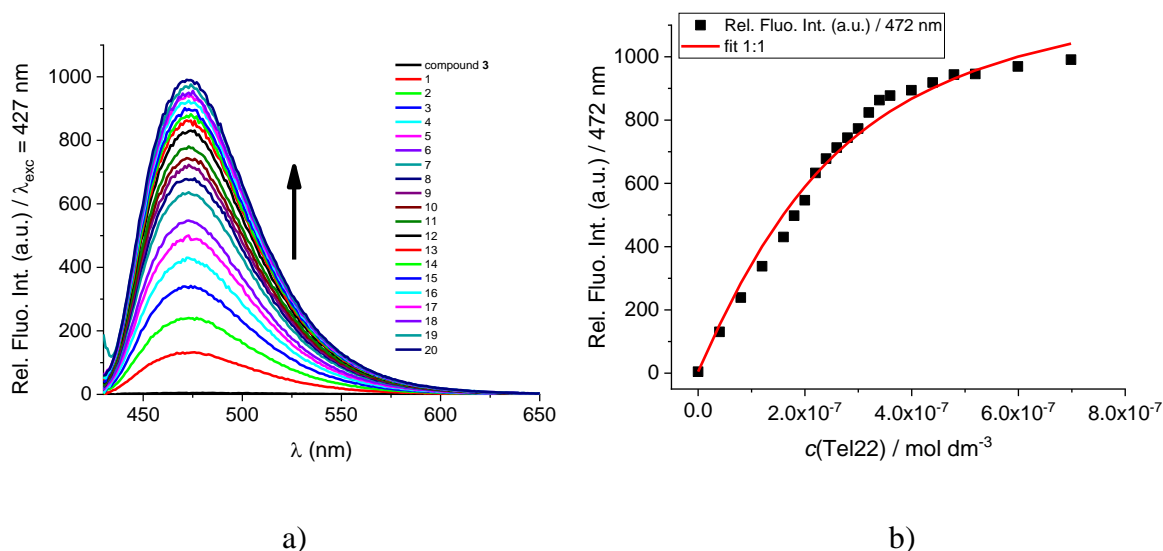 Rel. Fluo. Int. (a.u.) / λexc = 427 nm
1000
800
600
400
200
0
450
500
550
600
650
λ (nm)
compound 3
1
2
3
4
5
6
7
8
9
10
11
12
13
14
15
16
17
18
19
20
a)
Rel. Fluo. Int. (a.u.) / 472 nm
fit 1:1
Rel. Fluo. Int. (a.u.) / 472 nm
1000
800
600
400
200
0
0.0
2.0x10⁻⁷
4.0x10⁻⁷
6.0x10⁻⁷
8.0x10⁻⁷
c(Tel22) / mol dm⁻³
b)